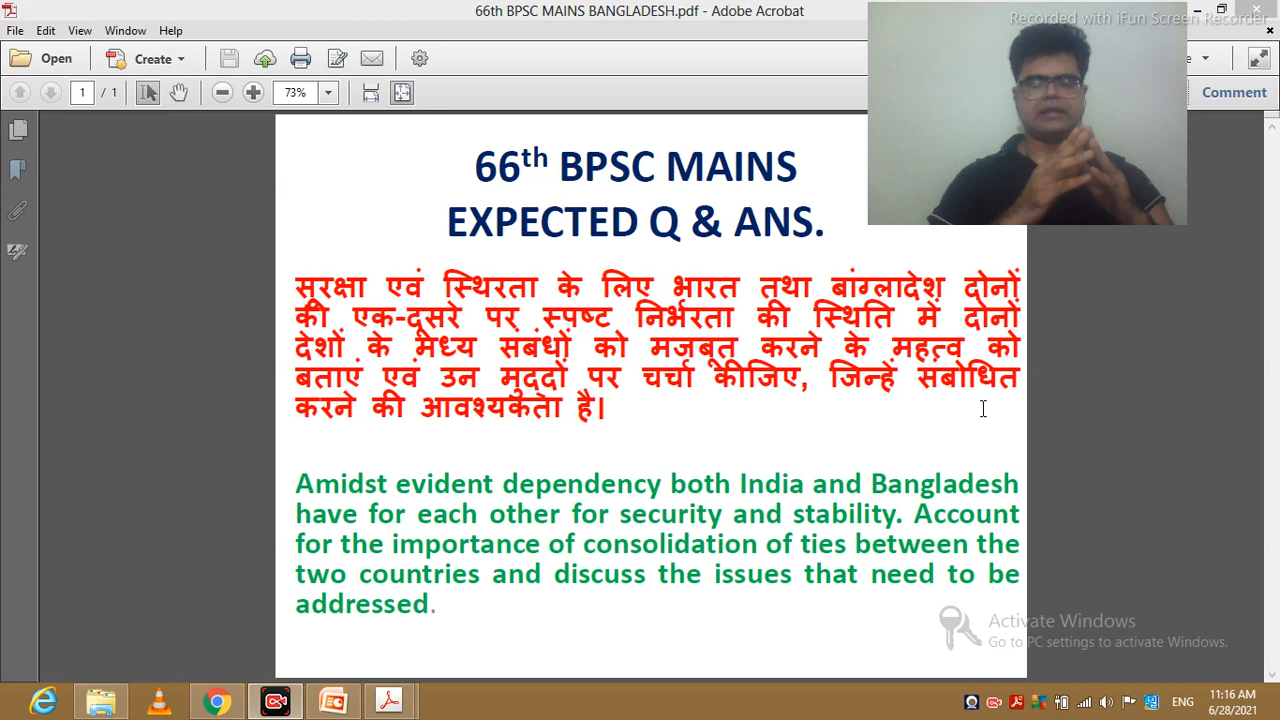 66th BPSC MAINS BANGLADESH.pdf - Adobe Acrobat
Recorded with iFun Screen Recorder
File Edit View Window Help
Open Create
1 / 1 73% Comment
66th BPSC MAINS
EXPECTED Q & ANS.
सुरक्षा एवं स्थिरता के लिए भारत तथा बांग्लादेश दोनों
की एक-दूसरे पर स्पष्ट निर्भरता की स्थिति में दोनों
देशों के मध्य संबंधों को मजबूत करने के महत्व को
बताएं एवं उन मुद्दों पर चर्चा कीजिए, जिन्हें संबोधित
करने की आवश्यकता है।
Amidst evident dependency both India and Bangladesh
have for each other for security and stability. Account
for the importance of consolidation of ties between the
two countries and discuss the issues that need to be
addressed.
Activate Windows
Go to PC settings to activate Windows.
ENG
11:16 AM
6/28/2021